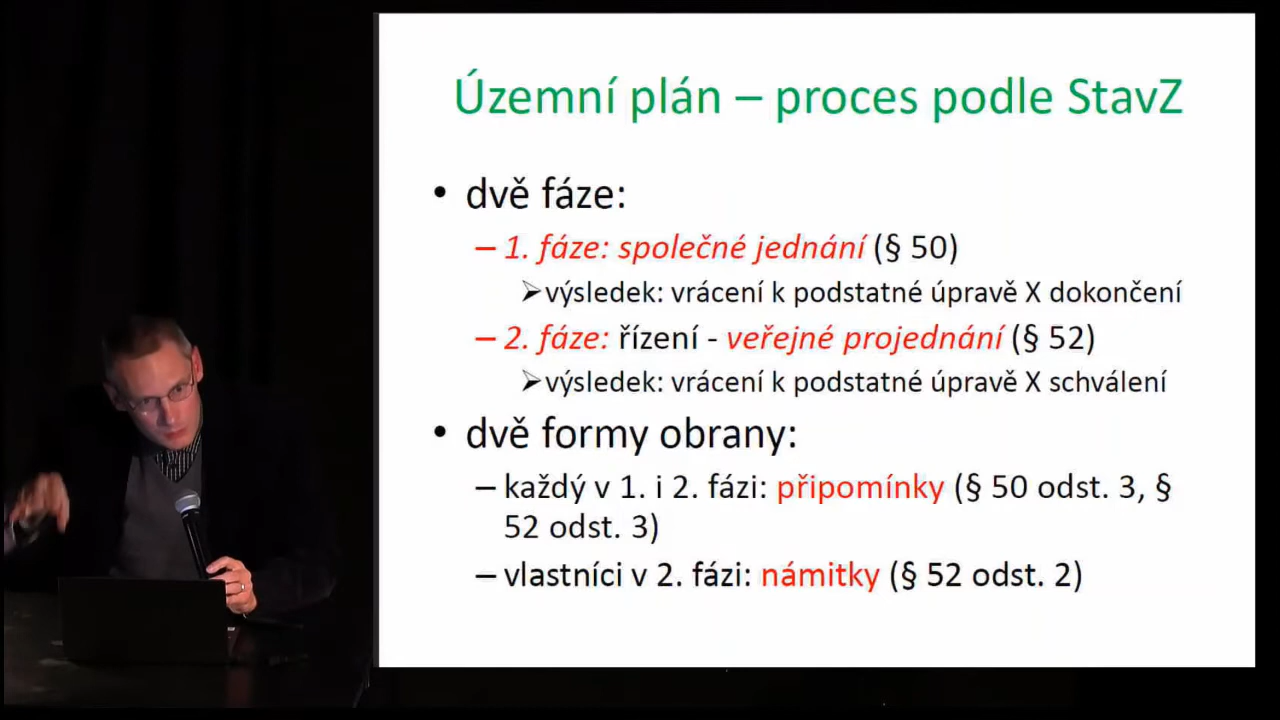 Územní plán – proces podle StavZ
• dvě fáze:
– 1. fáze: společné jednání (§ 50)
➢výsledek: vrácení k podstatné úpravě X dokončení
– 2. fáze: řízení - veřejné projednání (§ 52)
➢výsledek: vrácení k podstatné úpravě X schválení
• dvě formy obrany:
– každý v 1. i 2. fázi: připomínky (§ 50 odst. 3, §
52 odst. 3)
– vlastníci v 2. fázi: námitky (§ 52 odst. 2)